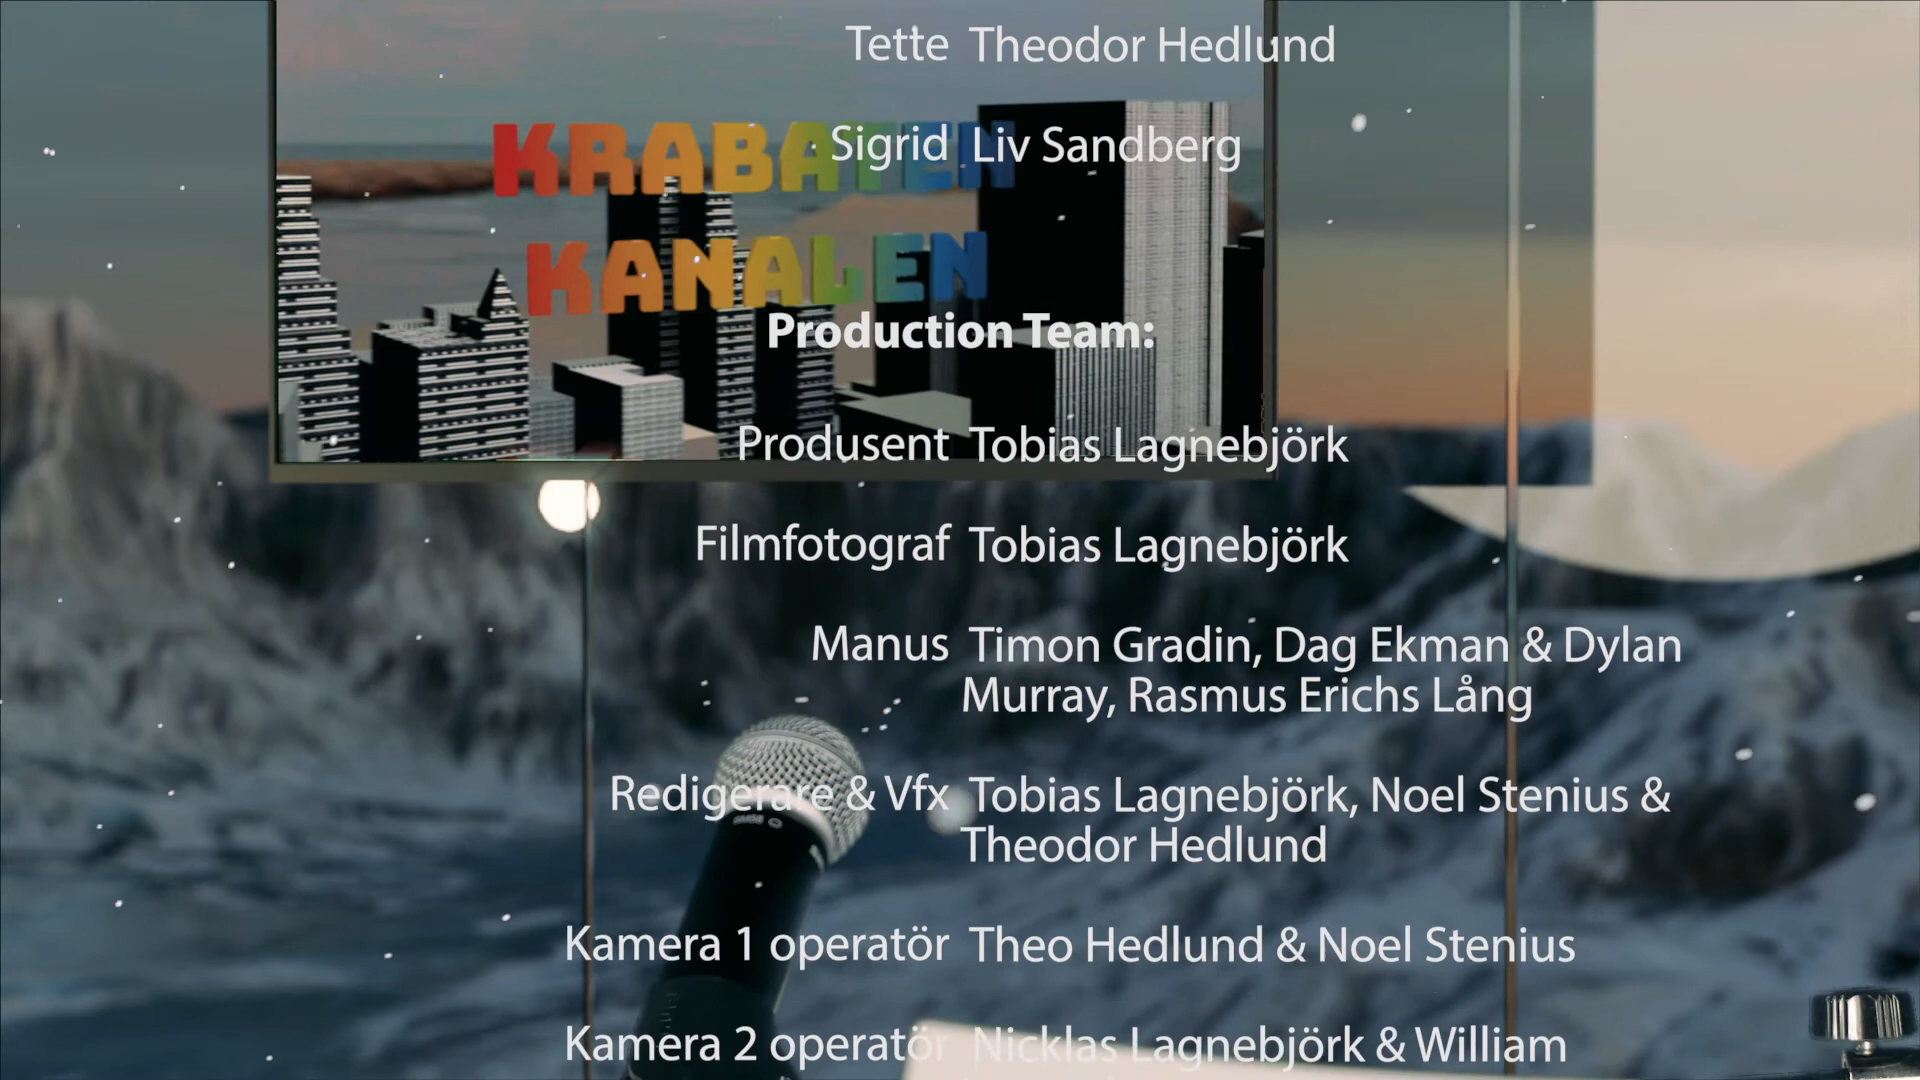 Tette Theodor Hedlund
Sigrid Liv Sandberg
KRABATEN
KANALEN
Production Team:
Produsent Tobias Lagnebjörk
Filmfotograf Tobias Lagnebjörk
Manus Timon Gradin, Dag Ekman & Dylan
Murray, Rasmus Erichs Lång
Redigerare & Vfx Tobias Lagnebjörk, Noel Stenius &
Theodor Hedlund
Kamera 1 operatör Theo Hedlund & Noel Stenius
Kamera 2 operatör Nicklas Lagnebjörk & William